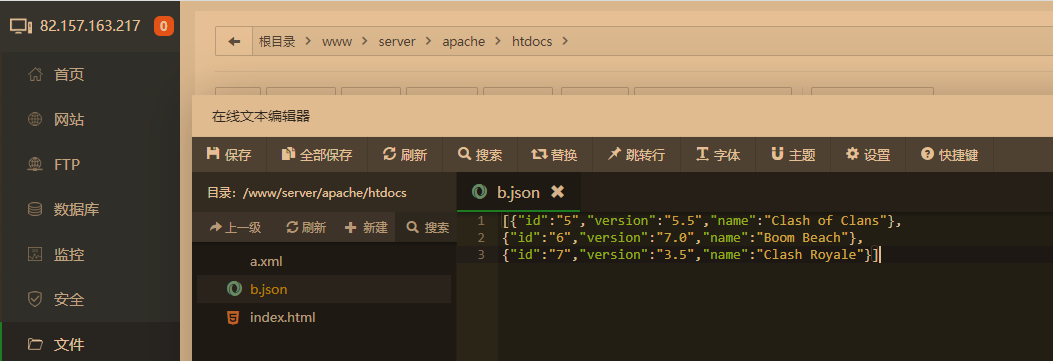 82.157.163.217 0
首页
网站
FTP
数据库
监控
安全
文件
根目录 > www > server > apache > htdocs >
在线文本编辑器
保存 全部保存 刷新 搜索 替换 跳转行 字体 主题 设置 快捷键
目录：/www/server/apache/htdocs
上一级 刷新 新建 搜索
a.xml
b.json
index.html
b.json
1 [{"id":"5","version":"5.5","name":"Clash of Clans"},
2 {"id":"6","version":"7.0","name":"Boom Beach"},
3 {"id":"7","version":"3.5","name":"Clash Royale"}]